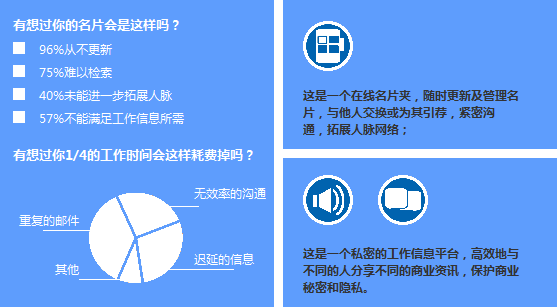 有想过你的名片会是这样吗？
96%从不更新
75%难以检索
40%未能进一步拓展人脉
57%不能满足工作信息所需
有想过你1/4的工作时间会这样耗费掉吗？
无效率的沟通
重复的邮件
迟延的信息
其他
这是一个在线名片夹，随时更新及管理名
片，与他人交换或为其引荐，紧密沟
通，拓展人脉网络；
这是一个私密的工作信息平台，高效地与
不同的人分享不同的商业资讯，保护商业
秘密和隐私。